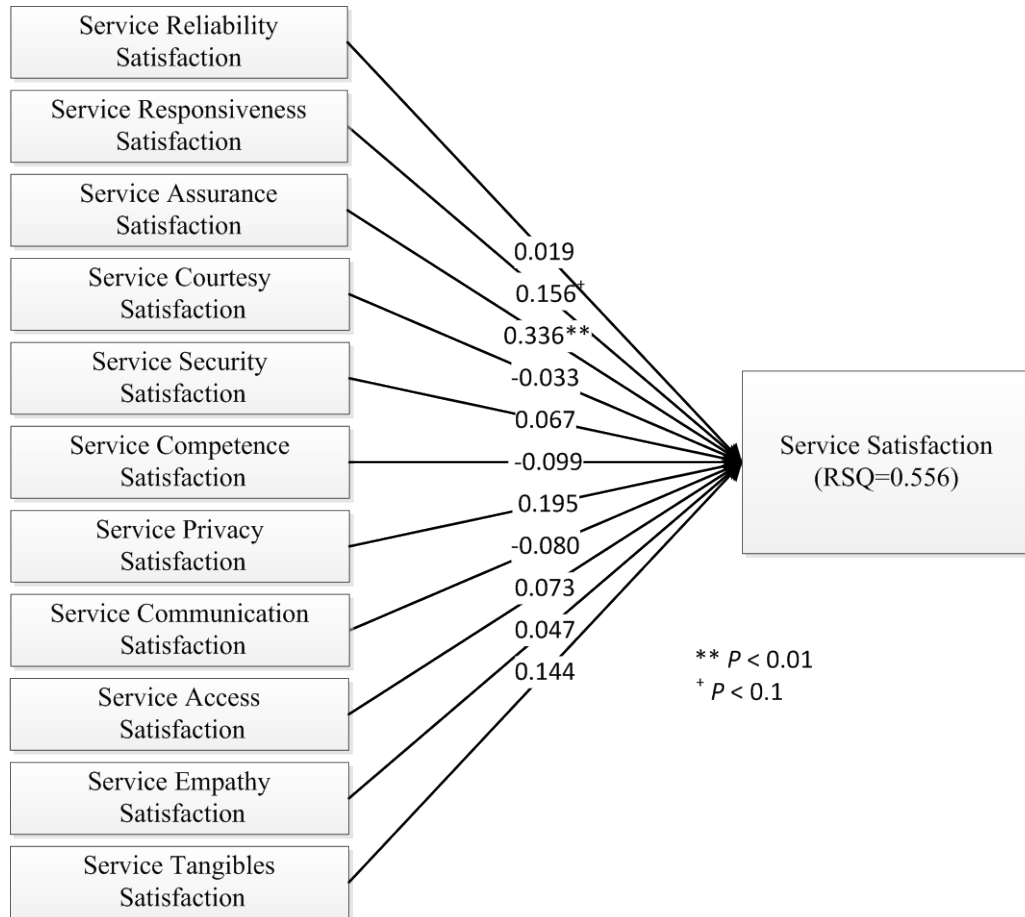 Service Reliability
Satisfaction
Service Responsiveness
Satisfaction
Service Assurance
Satisfaction
Service Courtesy
Satisfaction
Service Security
Satisfaction
Service Competence
Satisfaction
Service Privacy
Satisfaction
Service Communication
Satisfaction
Service Access
Satisfaction
Service Empathy
Satisfaction
Service Tangibles
Satisfaction
0.019
0.156⁺
0.336**
-0.033
0.067
-0.099
0.195
-0.080
0.073
0.047
0.144
Service Satisfaction
(RSQ=0.556)
** P < 0.01
⁺ P < 0.1